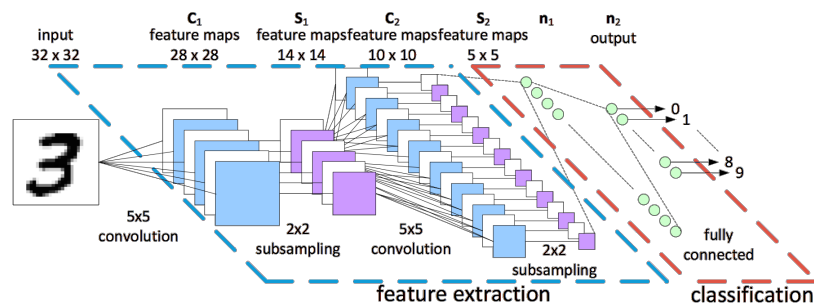 input
32 x 32
C1
feature maps
28 x 28
S1
feature maps
14 x 14
C2
feature maps
10 x 10
S2
feature maps
5 x 5
n1
n2
output
3
0
1
8
9
5x5
convolution
2x2
subsampling
5x5
convolution
2x2
subsampling
fully
connected
feature extraction
classification